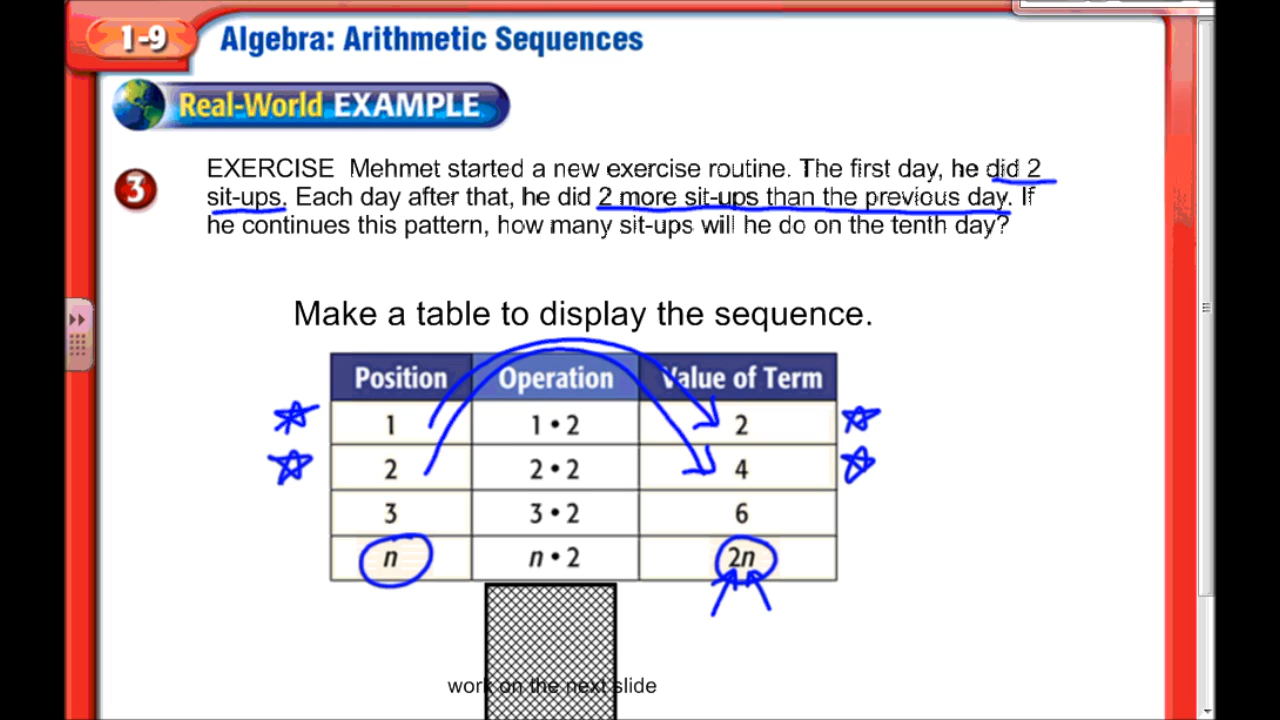 1-9 Algebra: Arithmetic Sequences
Real-World EXAMPLE
3
EXERCISE Mehmet started a new exercise routine. The first day, he did 2
sit-ups. Each day after that, he did 2 more sit-ups than the previous day. If
he continues this pattern, how many sit-ups will he do on the tenth day?
Make a table to display the sequence.
Position Operation Value of Term
1 1 • 2 2
2 2 • 2 4
3 3 • 2 6
n n • 2 2n
work on the next slide